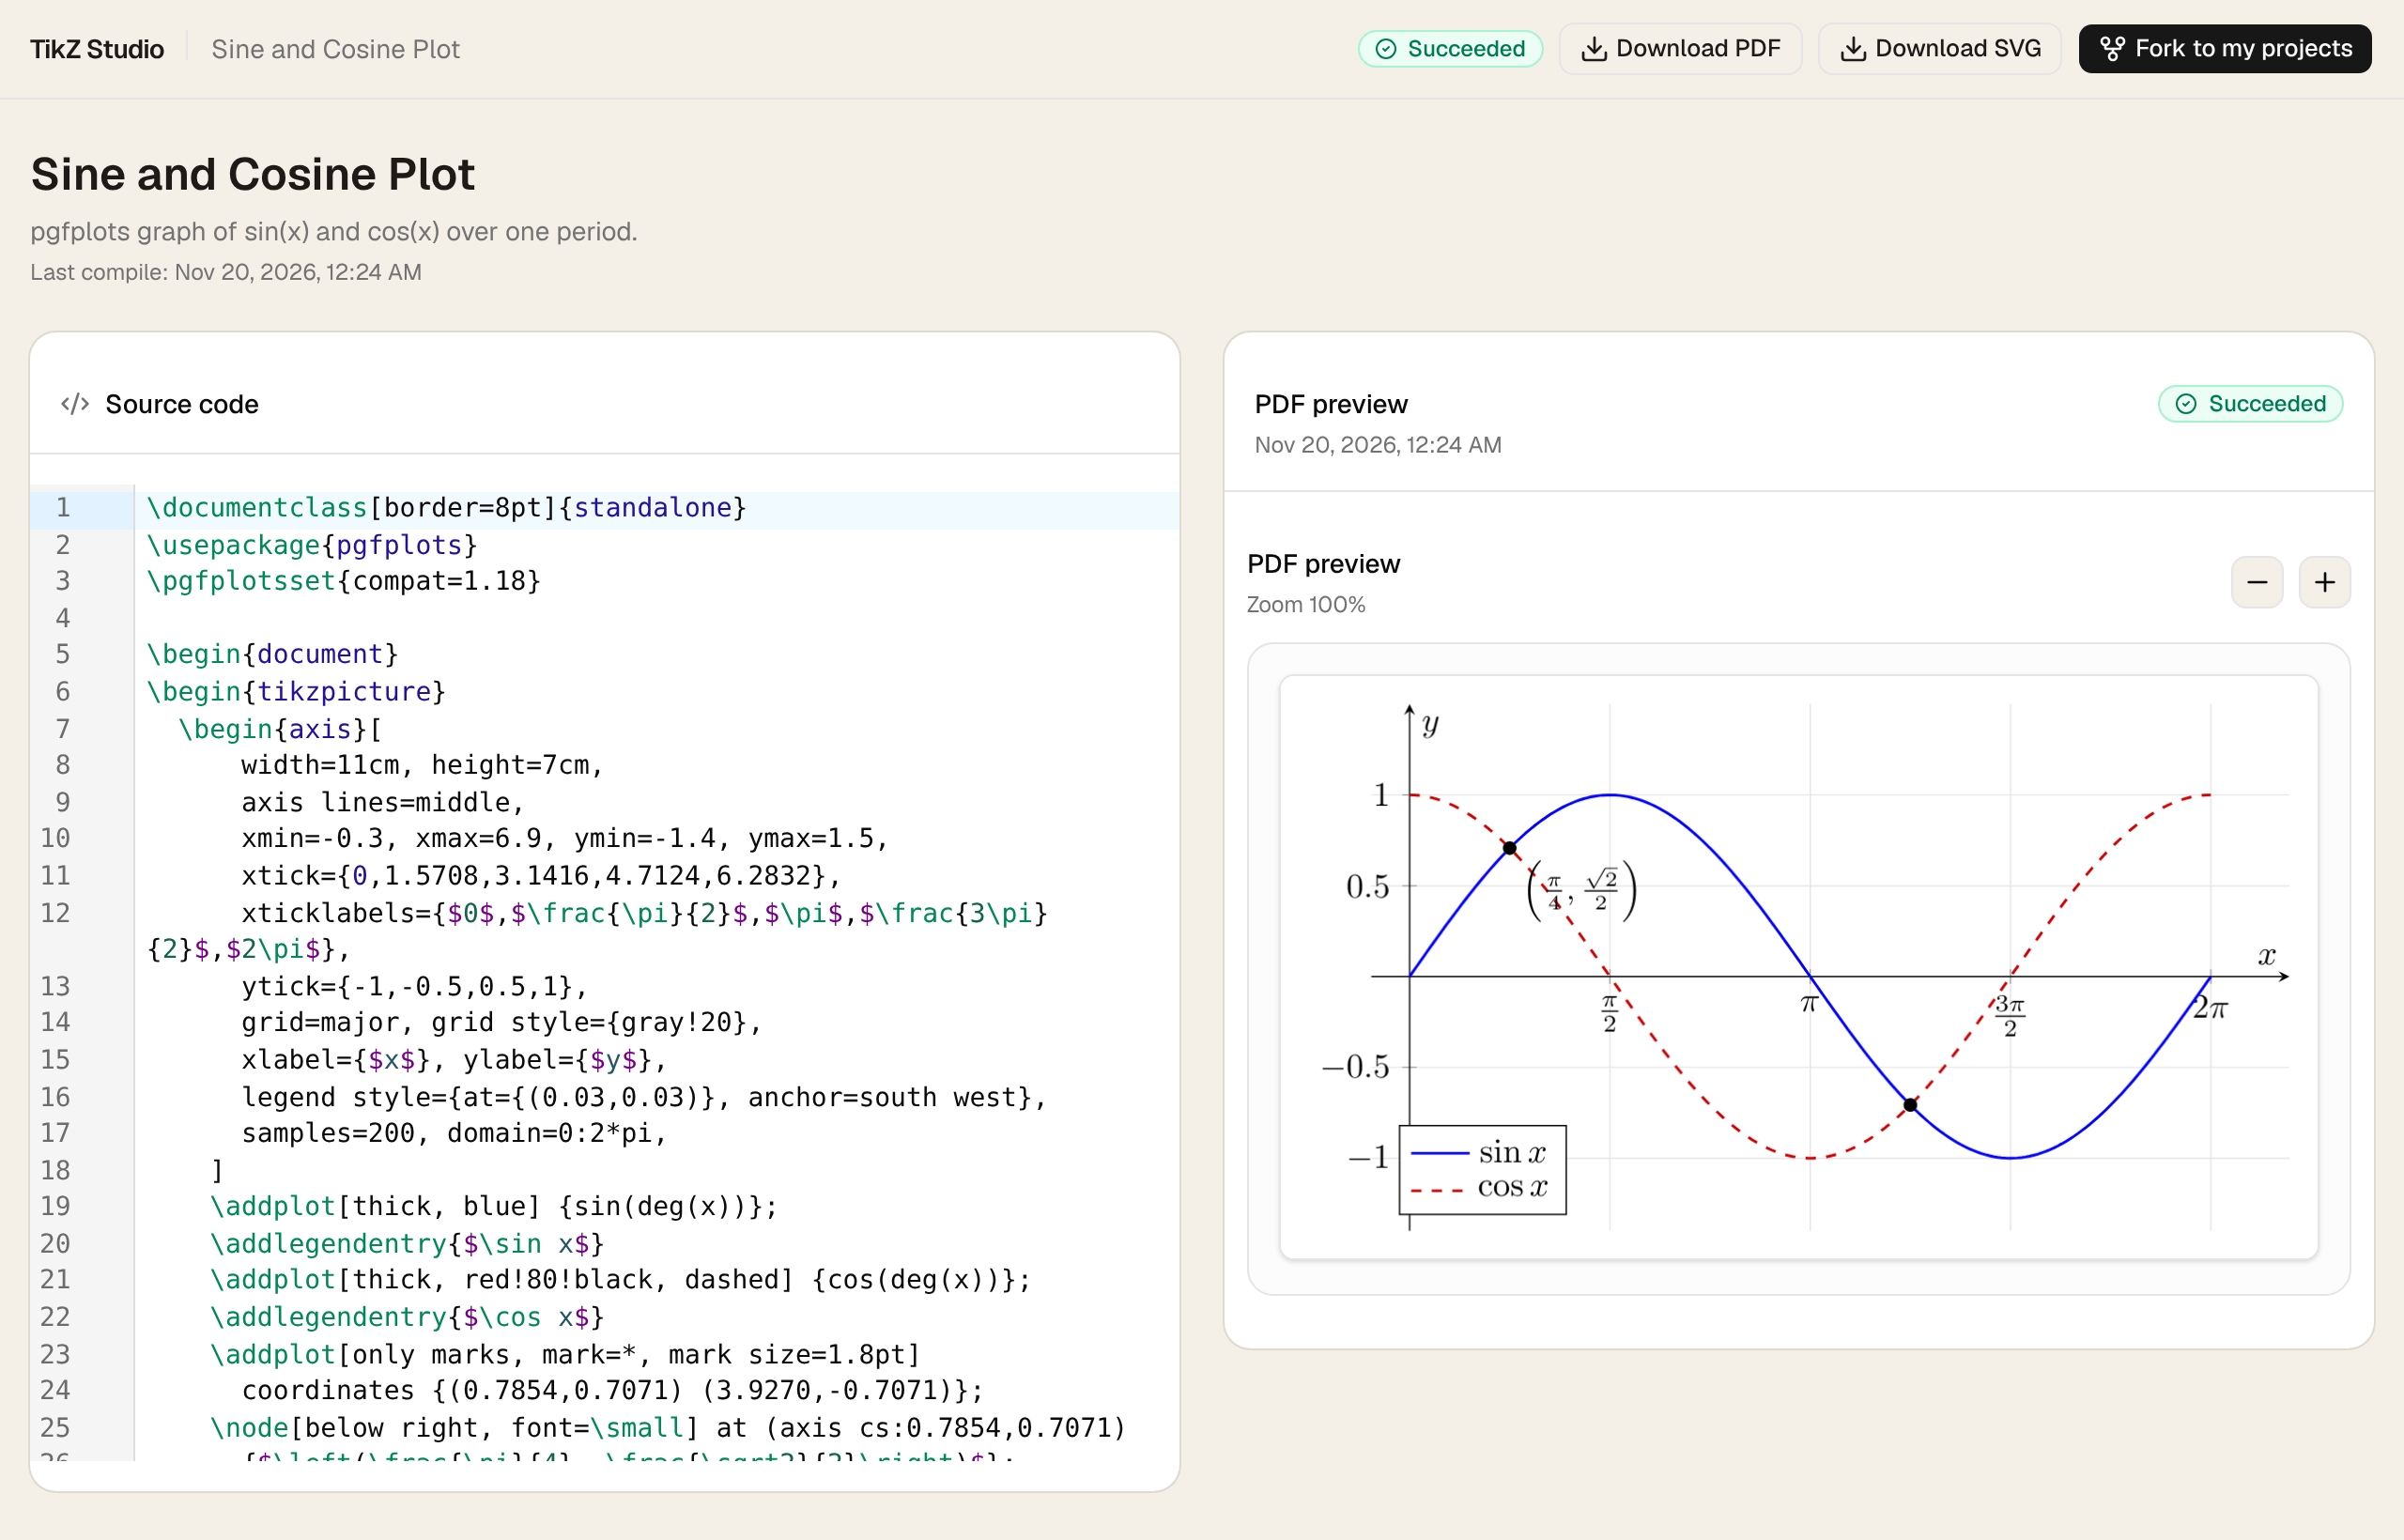 TikZ Studio
Sine and Cosine Plot
Succeeded
Download PDF
Download SVG
Fork to my projects
Sine and Cosine Plot
pgfplots graph of sin(x) and cos(x) over one period.
Last compile: Nov 20, 2026, 12:24 AM
</> Source code
1 \documentclass[border=8pt]{standalone}
2 \usepackage{pgfplots}
3 \pgfplotsset{compat=1.18}
4
5 \begin{document}
6 \begin{tikzpicture}
7   \begin{axis}[
8       width=11cm, height=7cm,
9       axis lines=middle,
10       xmin=-0.3, xmax=6.9, ymin=-1.4, ymax=1.5,
11       xtick={0,1.5708,3.1416,4.7124,6.2832},
12       xticklabels={$0$,$\frac{\pi}{2}$,$\pi$,$\frac{3\pi}
{2}$,$2\pi$},
13       ytick={-1,-0.5,0.5,1},
14       grid=major, grid style={gray!20},
15       xlabel={$x$}, ylabel={$y$},
16       legend style={at={(0.03,0.03)}, anchor=south west},
17       samples=200, domain=0:2*pi,
18     ]
19     \addplot[thick, blue] {sin(deg(x))};
20     \addlegendentry{$\sin x$}
21     \addplot[thick, red!80!black, dashed] {cos(deg(x))};
22     \addlegendentry{$\cos x$}
23     \addplot[only marks, mark=*, mark size=1.8pt]
24       coordinates {(0.7854,0.7071) (3.9270,-0.7071)};
25     \node[below right, font=\small] at (axis cs:0.7854,0.7071)
PDF preview
Succeeded
Nov 20, 2026, 12:24 AM
PDF preview
Zoom 100%
y
1
(π/4, √2/2)
0.5
x
π/2
π
3π/2
2π
−0.5
−1
sin x
cos x